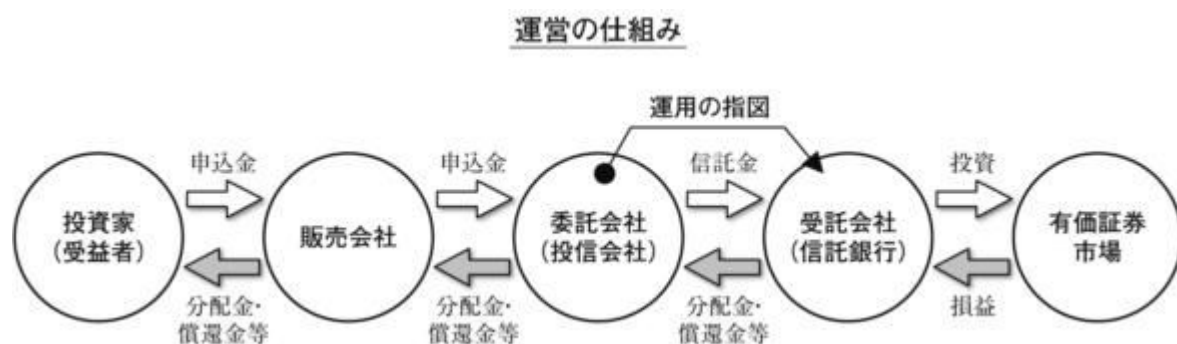 運営の仕組み
運用の指図
申込金
申込金
信託金
投資
投資家
(受益者)
販売会社
委託会社
(投信会社)
受託会社
(信託銀行)
有価証券
市場
分配金・
償還金等
分配金・
償還金等
分配金・
償還金等
損益